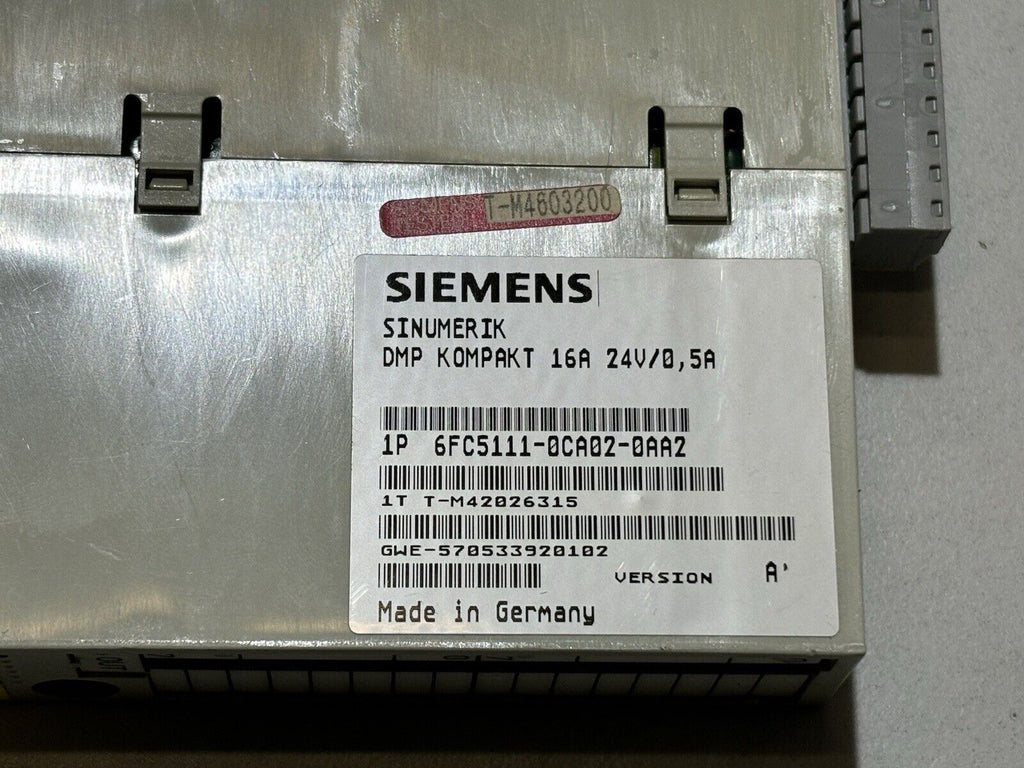 T-M4603200
SIEMENS
SINUMERIK
DMP KOMPAKT 16A 24V/0,5A
1P 6FC5111-0CA02-0AA2
1T T-M42026315
GWE-570533920102
VERSION A
Made in Germany